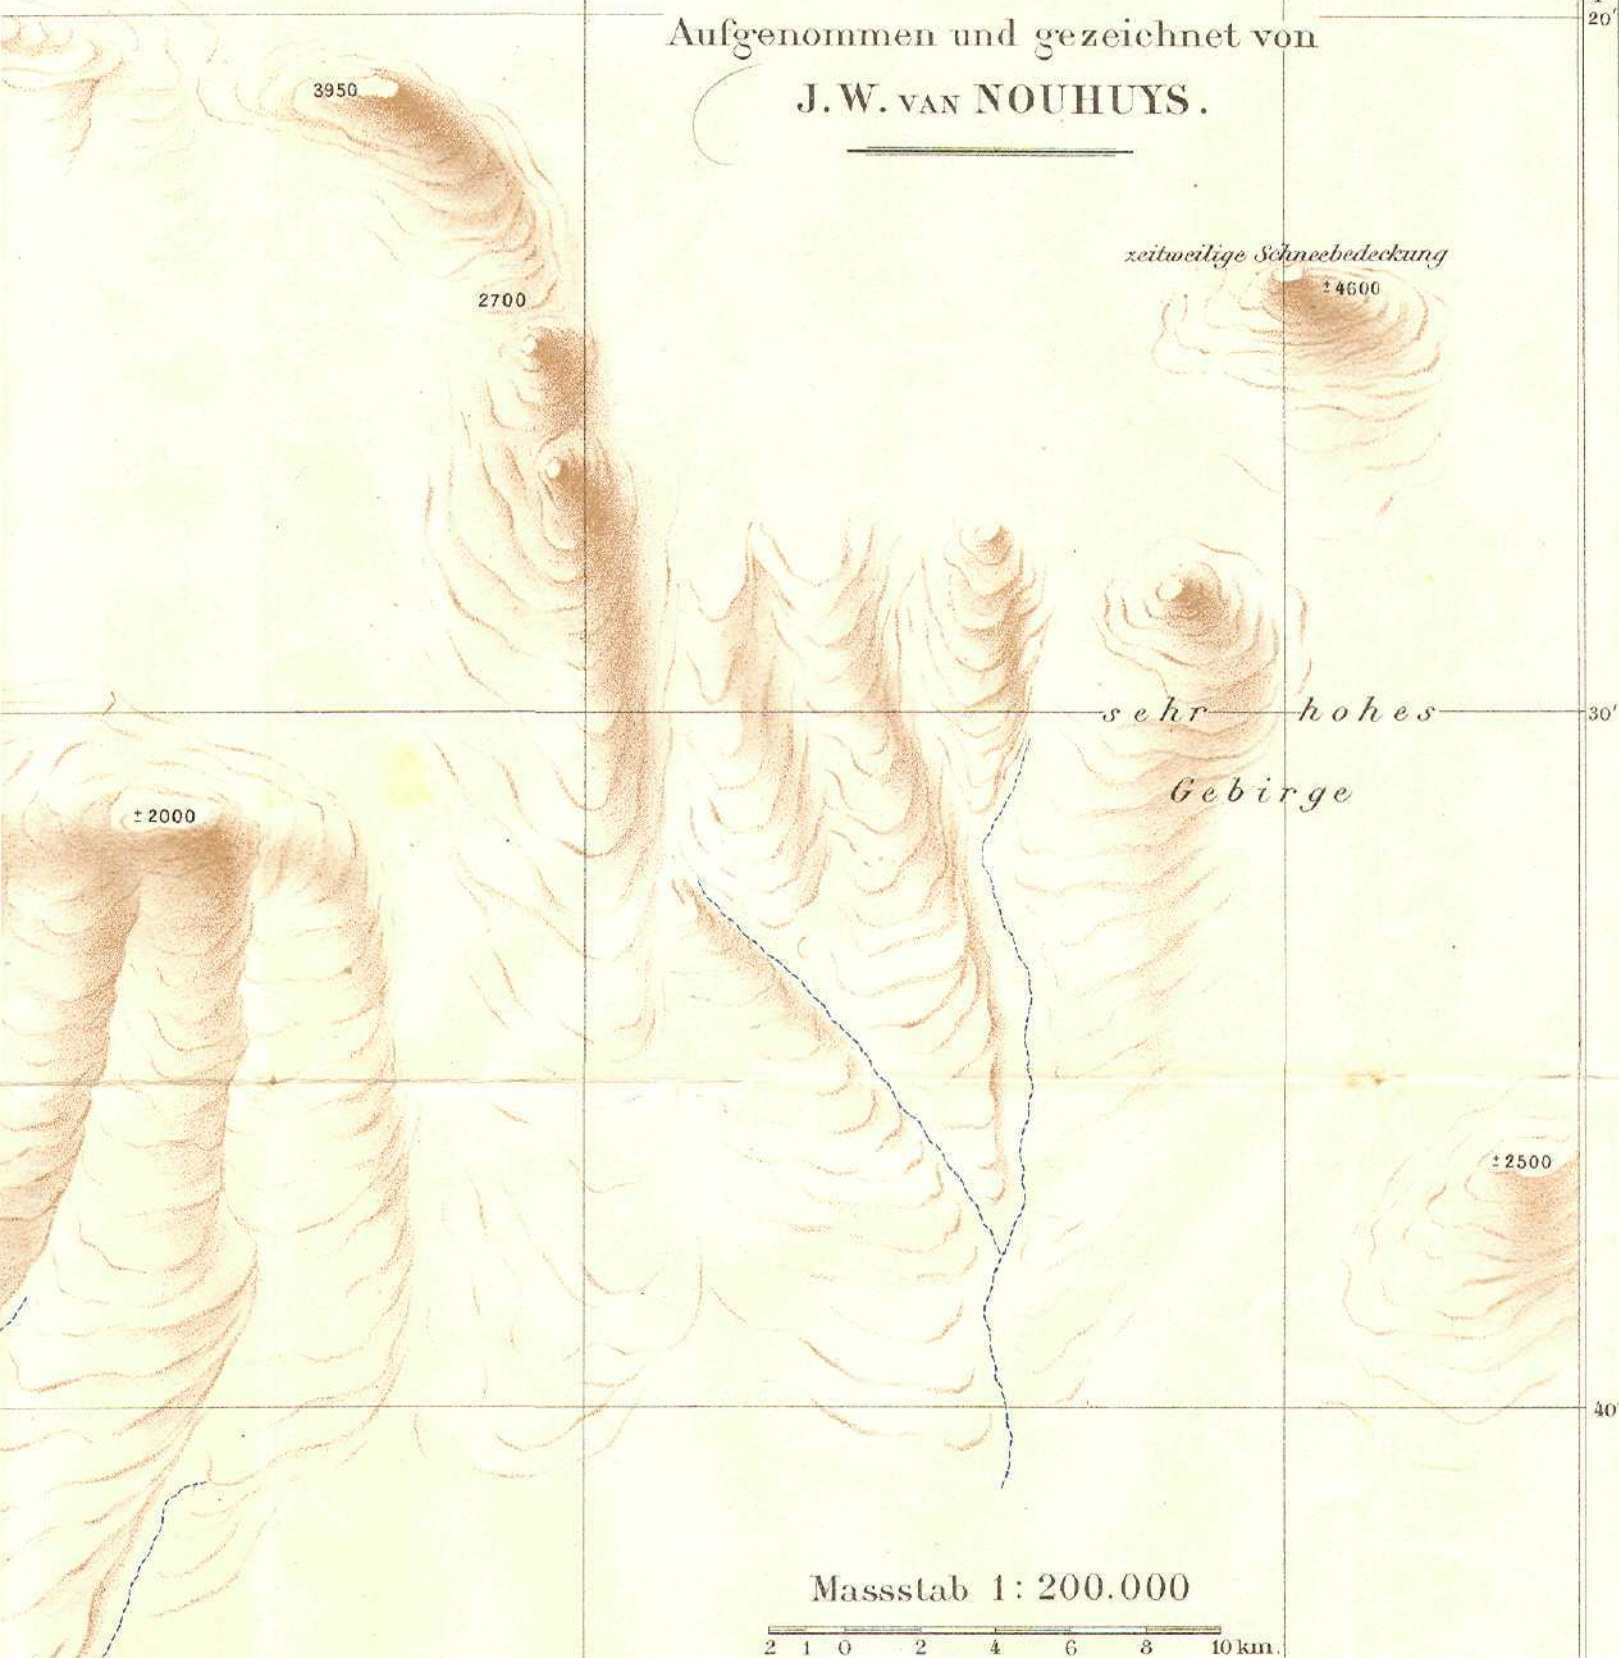 20'
Aufgenommen und gezeichnet von
3950
J. W. VAN NOUHUYS.
zeitweilige Schneebedeckung
± 4600
2700
sehr hohes
30'
Gebirge
± 2000
± 2500
40'
Massstab 1: 200.000
2 1 0 2 4 6 8 10 km.